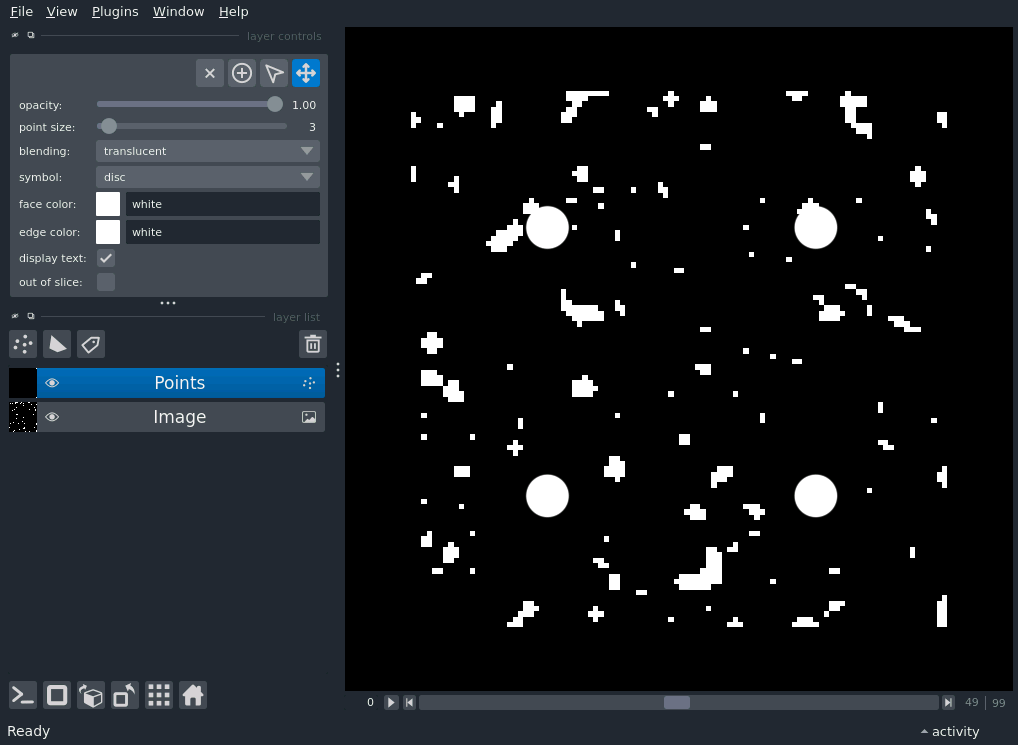 File View Plugins Window Help
layer controls
opacity: 1.00
point size: 3
blending: translucent
symbol: disc
face color: white
edge color: white
display text:
out of slice:
layer list
Points
Image
0 49 | 99
Ready activity